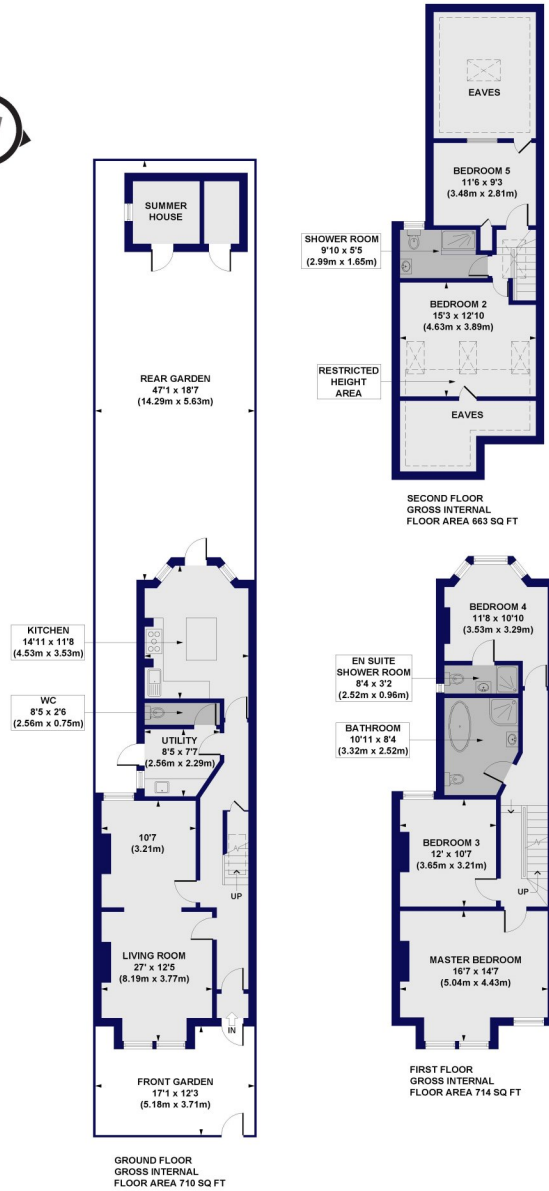 EAVES
BEDROOM 5
11'6 x 9'3
(3.48m x 2.81m)
SHOWER ROOM
9'10 x 5'5
(2.99m x 1.65m)
BEDROOM 2
15'3 x 12'10
(4.63m x 3.89m)
RESTRICTED
HEIGHT
AREA
EAVES
SECOND FLOOR
GROSS INTERNAL
FLOOR AREA 663 SQ FT
SUMMER
HOUSE
REAR GARDEN
47'1 x 18'7
(14.29m x 5.63m)
KITCHEN
14'11 x 11'8
(4.53m x 3.53m)
WC
8'5 x 2'6
(2.56m x 0.75m)
UTILITY
8'5 x 7'7
(2.56m x 2.29m)
10'7
(3.21m)
UP
LIVING ROOM
27' x 12'5
(8.19m x 3.77m)
IN
FRONT GARDEN
17'1 x 12'3
(5.18m x 3.71m)
GROUND FLOOR
GROSS INTERNAL
FLOOR AREA 710 SQ FT
BEDROOM 4
11'8 x 10'10
(3.53m x 3.29m)
EN SUITE
SHOWER ROOM
8'4 x 3'2
(2.52m x 0.96m)
BATHROOM
10'11 x 8'4
(3.32m x 2.52m)
BEDROOM 3
12' x 10'7
(3.65m x 3.21m)
UP
MASTER BEDROOM
16'7 x 14'7
(5.04m x 4.43m)
FIRST FLOOR
GROSS INTERNAL
FLOOR AREA 714 SQ FT